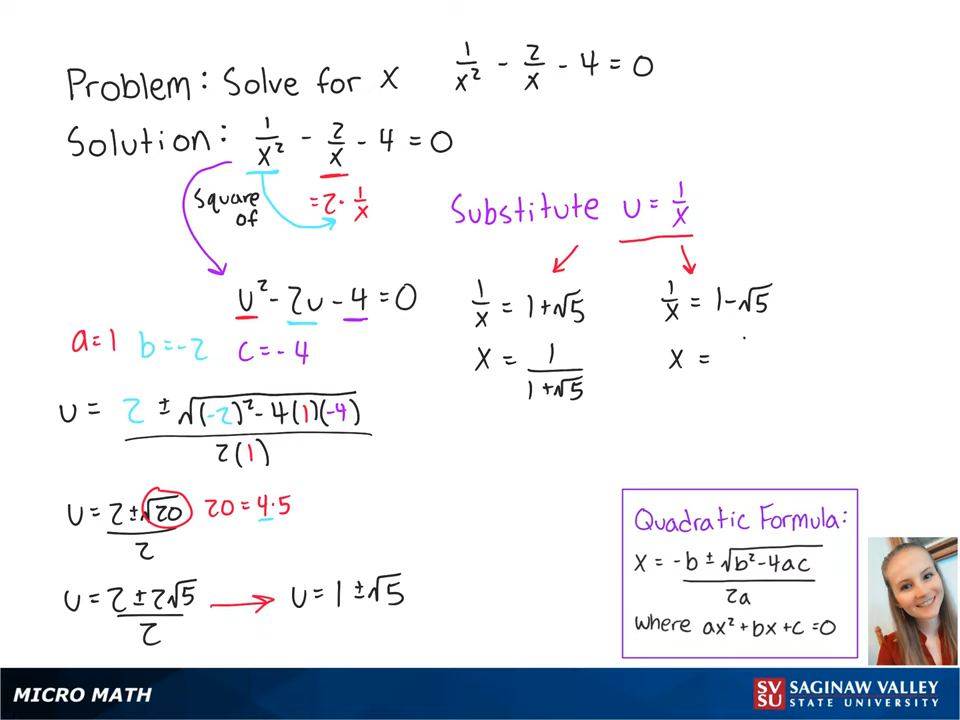 Problem: Solve for x 1/x² - 2/x - 4 = 0
Solution: 1/x² - 2/x - 4 = 0
Square of
= 2 · 1/x
Substitute u = 1/x
u² - 2u - 4 = 0
a = 1 b = -2 c = -4
u = 2 ± √(-2)² - 4(1)(-4) / 2(1)
u = 2 ± √20 / 2 20 = 4 · 5
u = 2 ± 2√5 / 2 → u = 1 ± √5
1/x = 1 + √5
x = 1 / 1 + √5
1/x = 1 - √5
x =
Quadratic Formula:
x = -b ± √b² - 4ac / 2a
where ax² + bx + c = 0
MICRO MATH
SV
SU
SAGINAW VALLEY
STATE UNIVERSITY